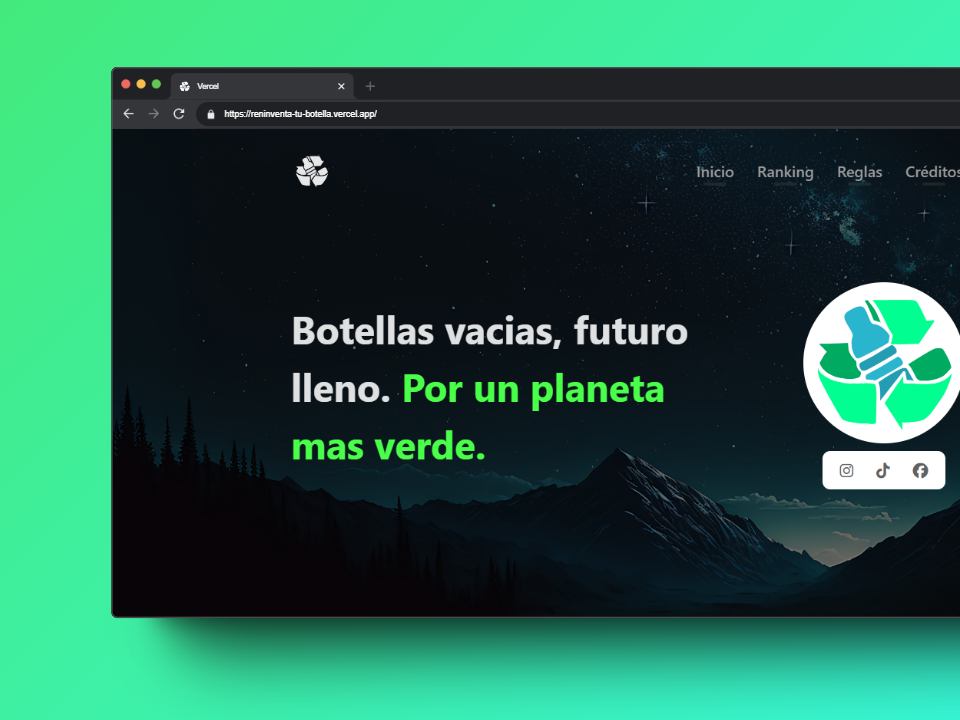 Vercel
https://reninventa-tu-botella.vercel.app/
Inicio Ranking Reglas Créditos
Botellas vacias, futuro
lleno. Por un planeta
mas verde.